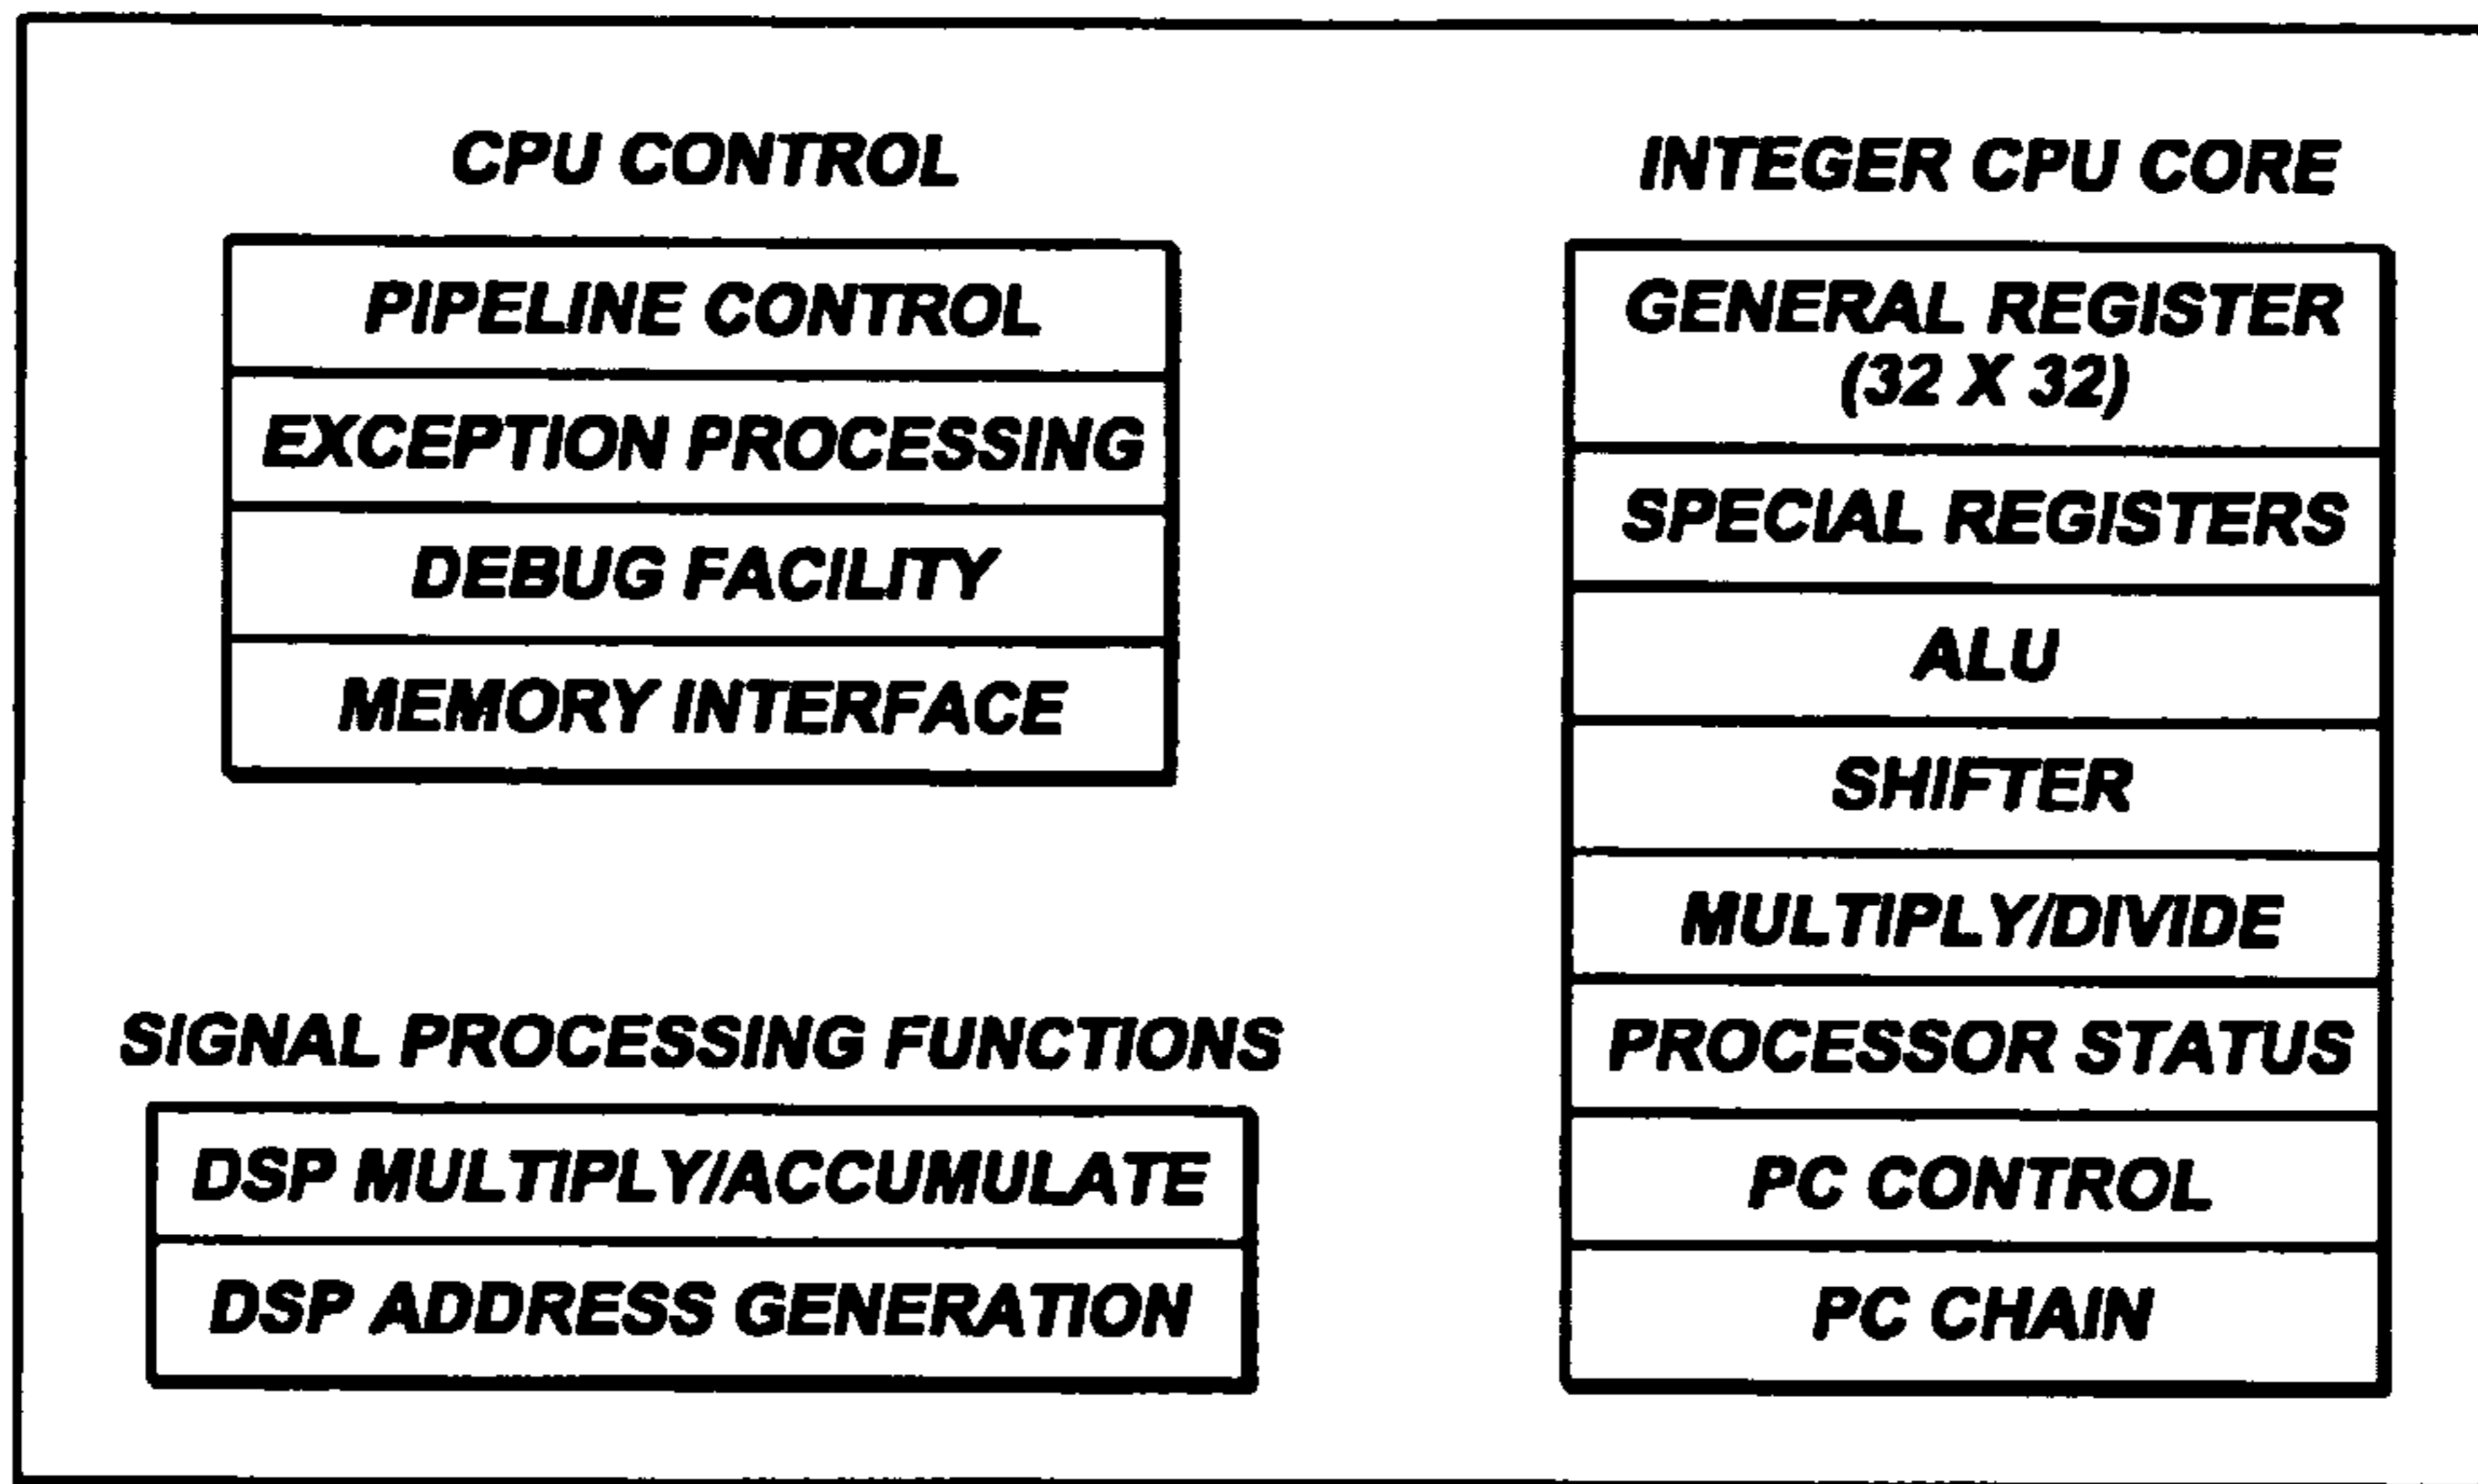 CPU CONTROL
PIPELINE CONTROL
EXCEPTION PROCESSING
DEBUG FACILITY
MEMORY INTERFACE
SIGNAL PROCESSING FUNCTIONS
DSP MULTIPLY/ACCUMULATE
DSP ADDRESS GENERATION
INTEGER CPU CORE
GENERAL REGISTER
(32 X 32)
SPECIAL REGISTERS
ALU
SHIFTER
MULTIPLY/DIVIDE
PROCESSOR STATUS
PC CONTROL
PC CHAIN